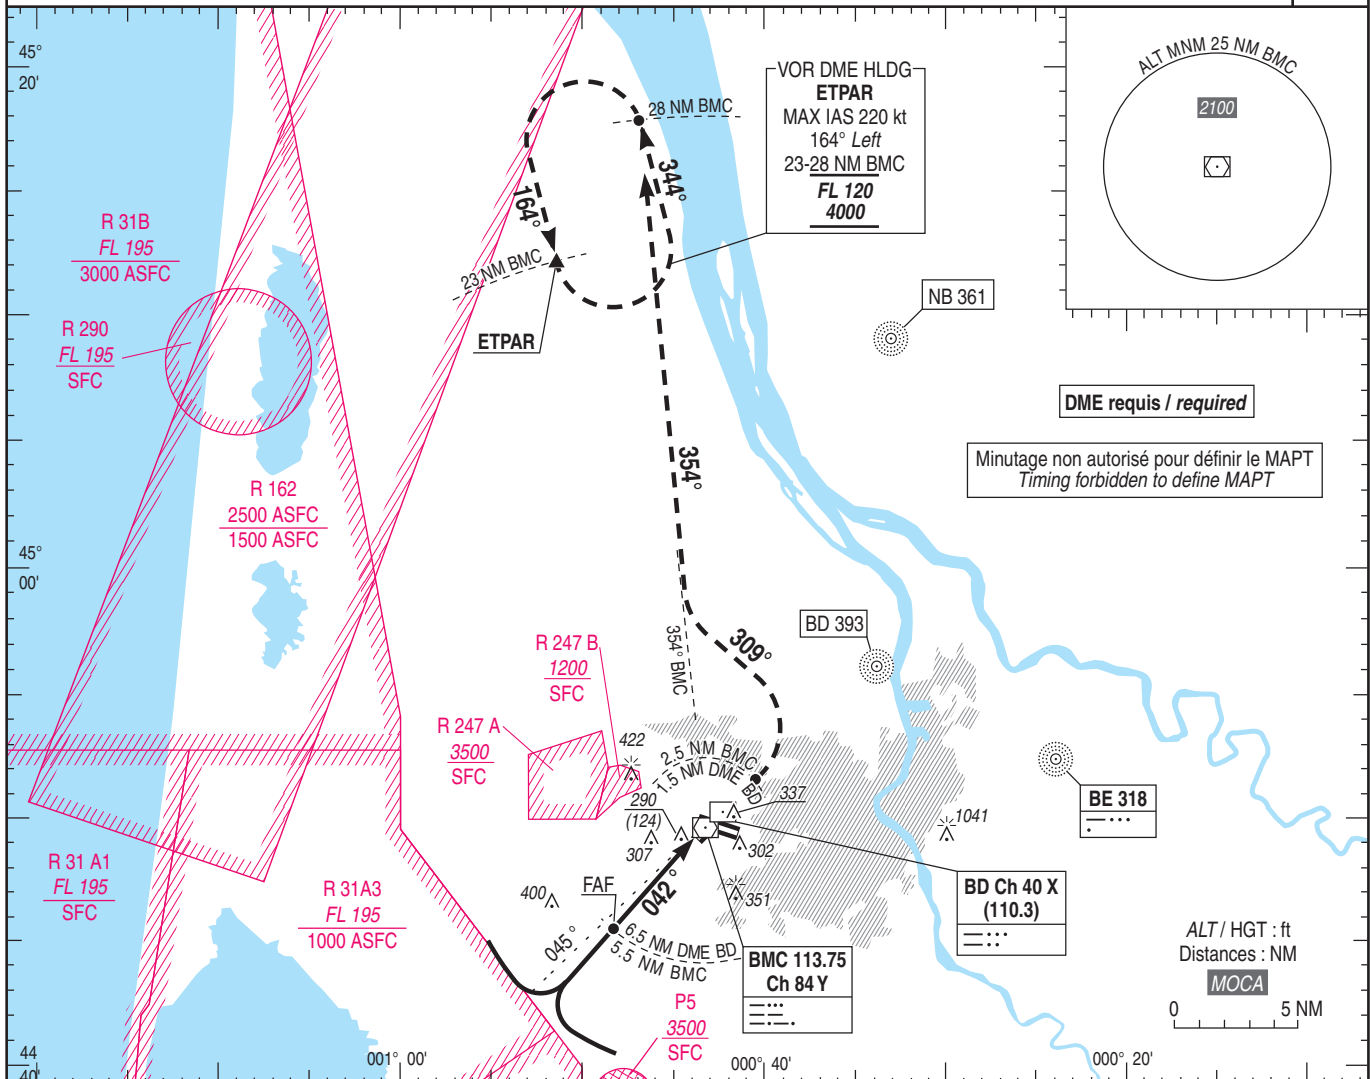 45°
20'
28 NM BMC
VOR DME HLDG
ETPAR
MAX IAS 220 kt
164° Left
23-28 NM BMC
FL 120
4000
ALT MNM 25 NM BMC
2100
344°
164°
23 NM BMC
ETPAR
R 31B
FL 195
3000 ASFC
R 290
FL 195
SFC
NB 361
DME requis / required
Minutage non autorisé pour définir le MAPT
Timing forbidden to define MAPT
354°
R 162
2500 ASFC
1500 ASFC
45°
00'
354° BMC
309°
BD 393
R 247 B
1200
SFC
R 247 A
3500
SFC
422
2.5 NM BMC
1.5 NM DME BD
290
(124)
307
337
302
1041
BE 318
R 31 A1
FL 195
SFC
R 31A3
FL 195
1000 ASFC
400
FAF
042°
045°
351
6.5 NM DME BD
5.5 NM BMC
BMC 113.75
Ch 84 Y
BD Ch 40 X
(110.3)
ALT / HGT : ft
Distances : NM
MOCA
0 5 NM
P5
3500
SFC
44
40'
001° 00'
000° 40'
000° 20'